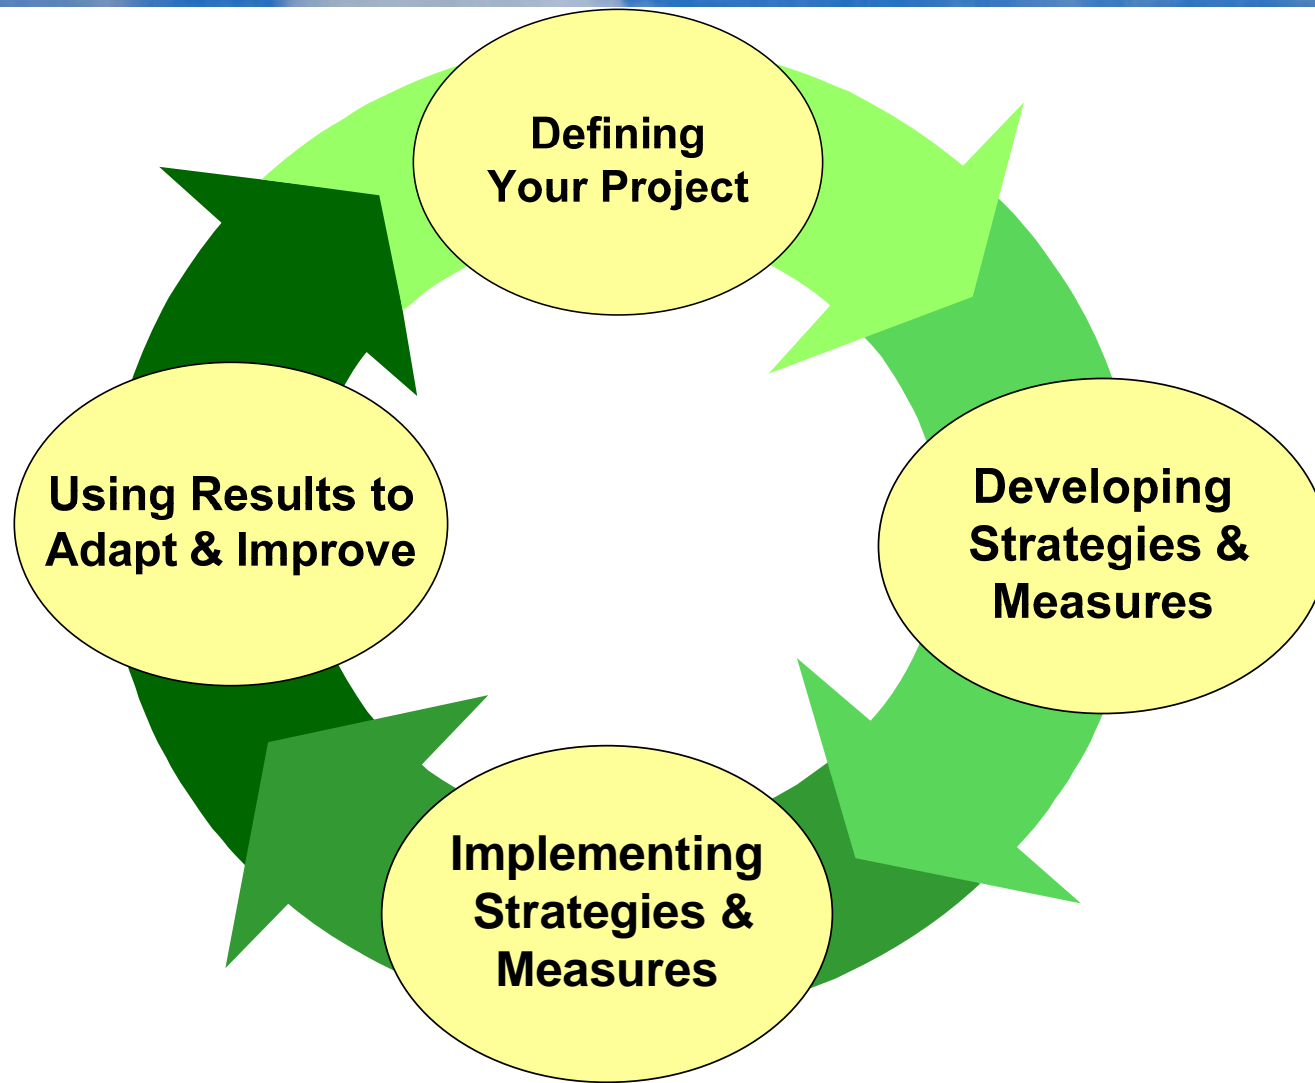 Defining
Your Project
Developing
Strategies &
Measures
Implementing
Strategies &
Measures
Using Results to
Adapt & Improve